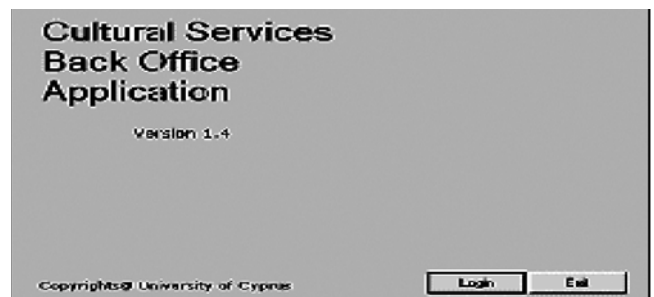 Cultural Services
Back Office
Application
Version 1.4
Copyrights@ University of Cyprus
Login
Exit